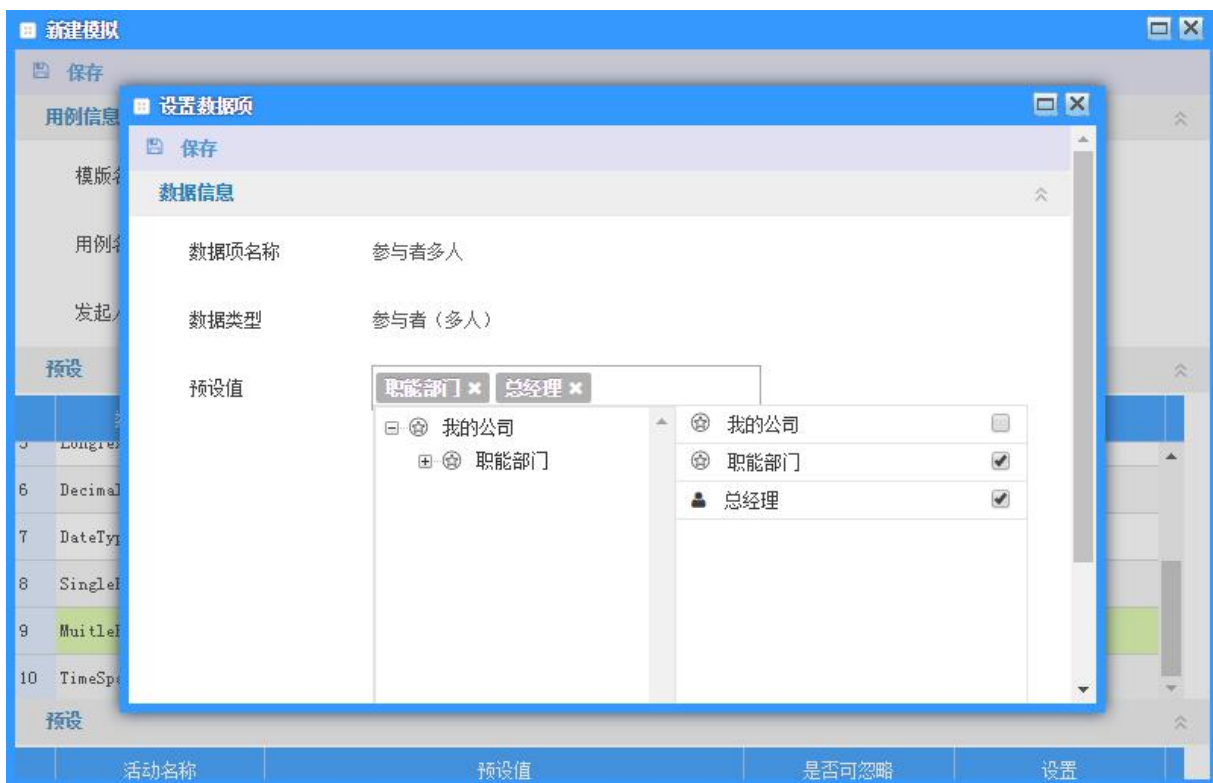 新建模拟
保存
用例信息
设置数据项
保存
模版
数据信息
用例
数据项名称 参与者多人
发起
数据类型 参与者（多人）
预设
预设值 职能部门 总经理
我的公司 我的公司
职能部门 职能部门
总经理
6 Decimal
7 DateTy
8 Single
9 Muitle
10 TimeSp
预设
活动名称 预设值 是否可忽略 设置